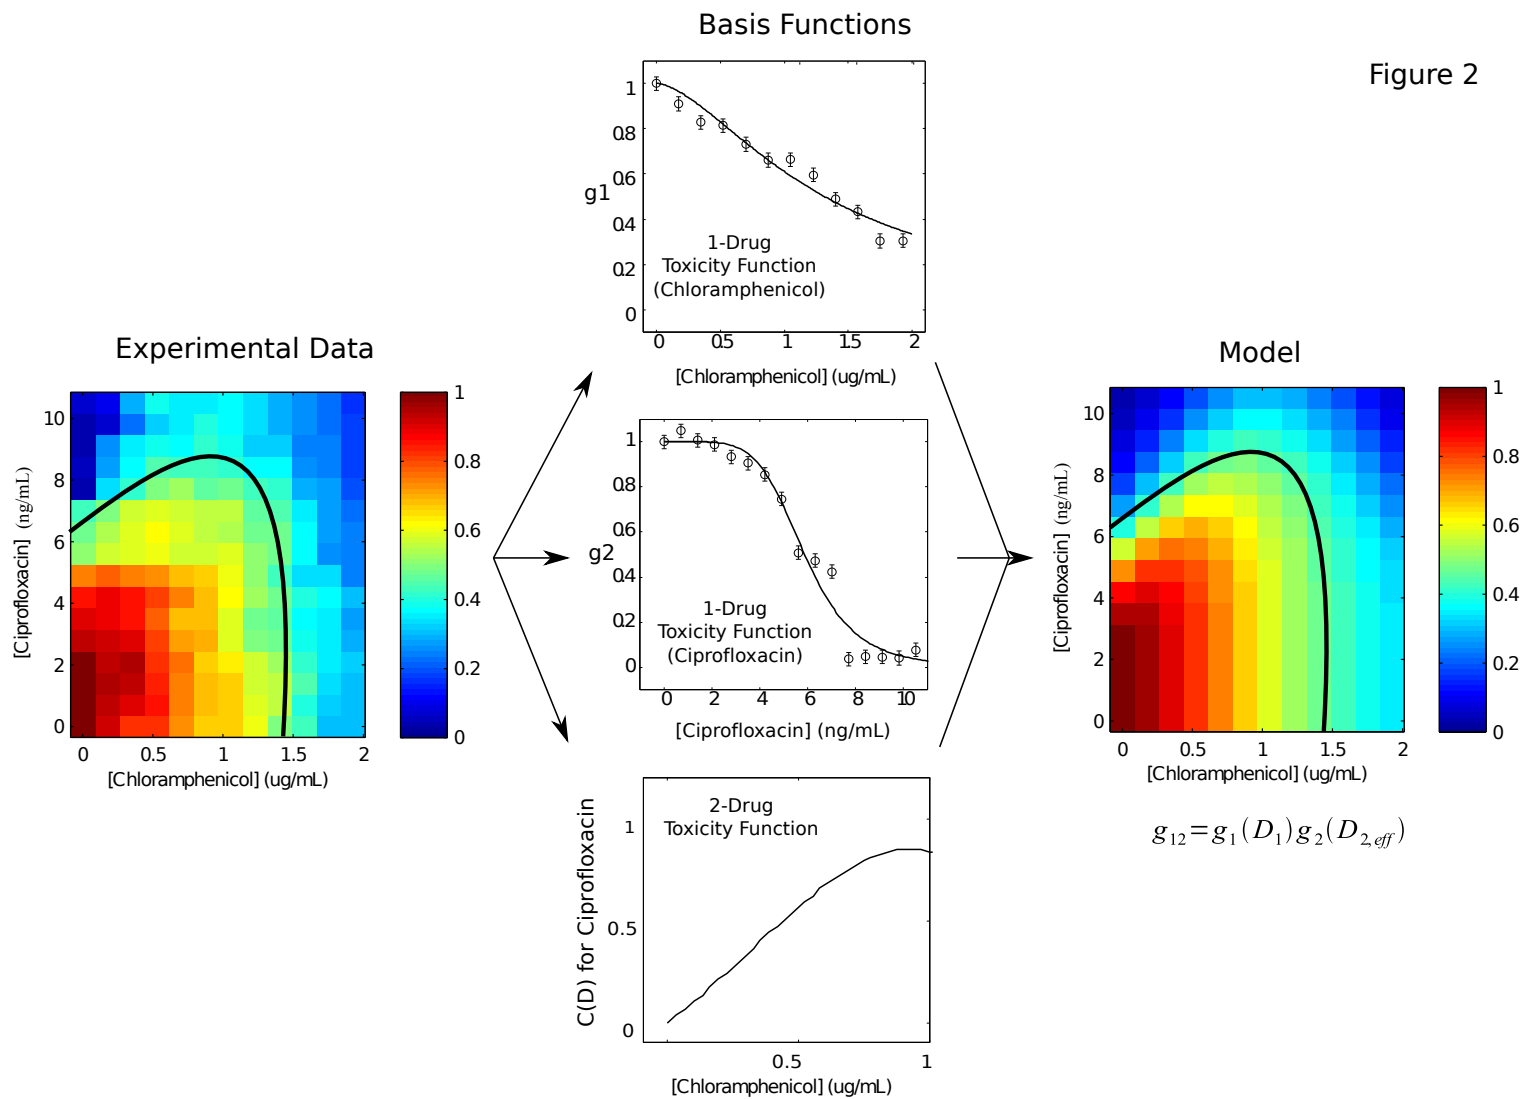 Basis Functions
Figure 2
1
0.8
0.6
0.4
0.2
0
g1
1-Drug
Toxicity Function
(Chloramphenicol)
0 0.5 1 1.5 2
[Chloramphenicol] (ug/mL)
Experimental Data
10
8
6
4
2
0
[Ciprofloxacin] (ng/mL)
0 0.5 1 1.5 2
[Chloramphenicol] (ug/mL)
1
0.8
0.6
0.4
0.2
0
1
0.8
0.6
0.4
0.2
0
g2
1-Drug
Toxicity Function
(Ciprofloxacin)
0 2 4 6 8 10
[Ciprofloxacin] (ng/mL)
2-Drug
Toxicity Function
1
0.5
0
C(D) for Ciprofloxacin
0.5 1
[Chloramphenicol] (ug/mL)
Model
10
8
6
4
2
0
[Ciprofloxacin] (ng/mL)
0 0.5 1 1.5 2
[Chloramphenicol] (ug/mL)
1
0.8
0.6
0.4
0.2
0
g12=g1(D1)g2(D2,eff)